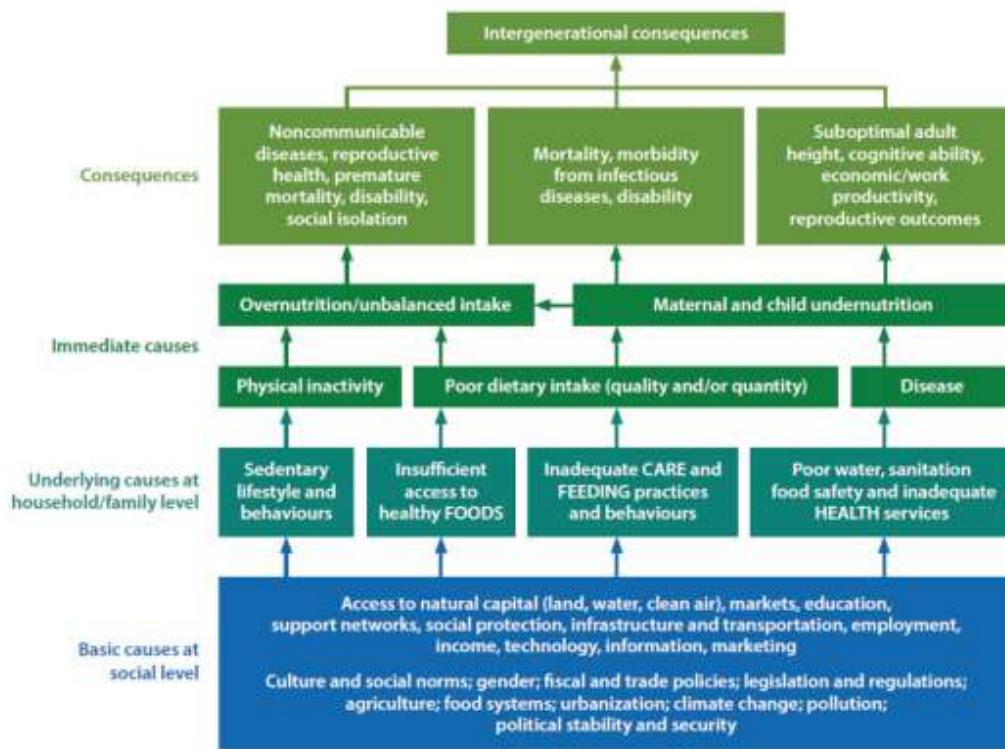 Intergenerational consequences
Consequences
Noncommunicable
diseases, reproductive
health, premature
mortality, disability,
social isolation
Mortality, morbidity
from infectious
diseases, disability
Suboptimal adult
height, cognitive ability,
economic/work
productivity,
reproductive outcomes
Immediate causes
Overnutrition/unbalanced intake
Maternal and child undernutrition
Physical inactivity
Poor dietary intake (quality and/or quantity)
Disease
Underlying causes at
household/family level
Sedentary
lifestyle and
behaviours
Insufficient
access to
healthy FOODS
Inadequate CARE and
FEEDING practices
and behaviours
Poor water, sanitation
food safety and inadequate
HEALTH services
Basic causes at
social level
Access to natural capital (land, water, clean air), markets, education,
support networks, social protection, infrastructure and transportation, employment,
income, technology, information, marketing
Culture and social norms; gender; fiscal and trade policies; legislation and regulations;
agriculture; food systems; urbanization; climate change; pollution;
political stability and security